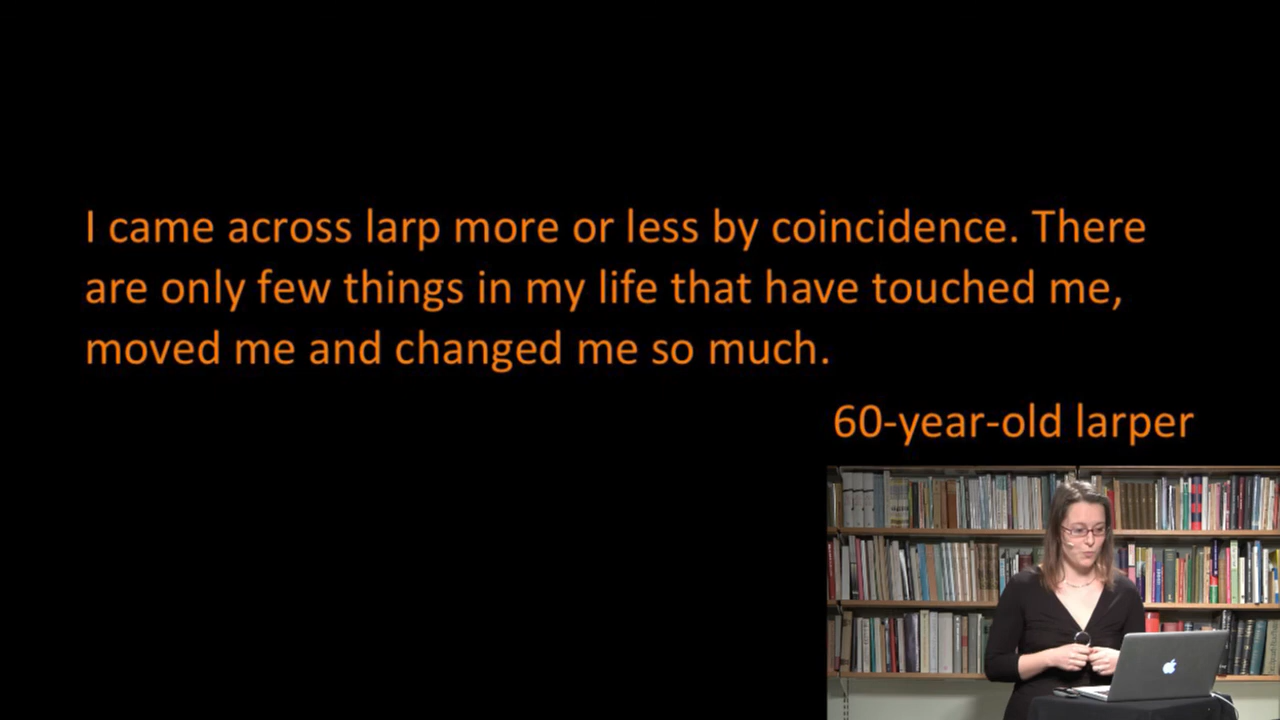 I came across larp more or less by coincidence. There
are only few things in my life that have touched me,
moved me and changed me so much.
60-year-old larper